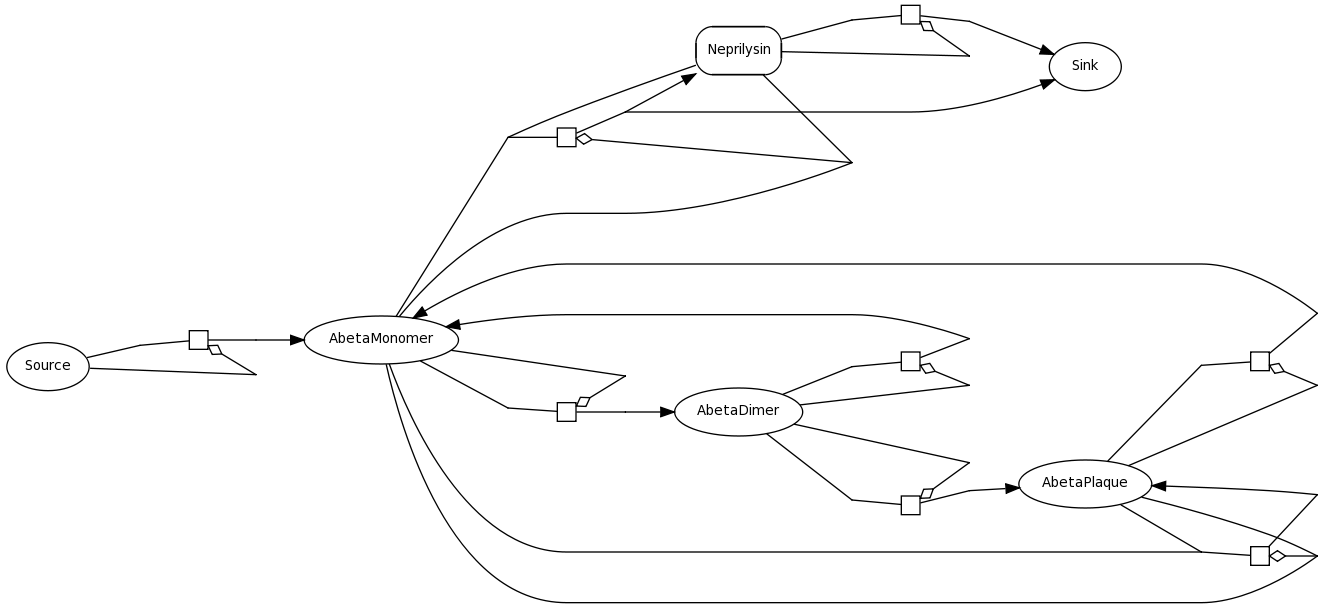 Neprilysin
Sink
AbetaMonomer
Source
AbetaDimer
AbetaPlaque